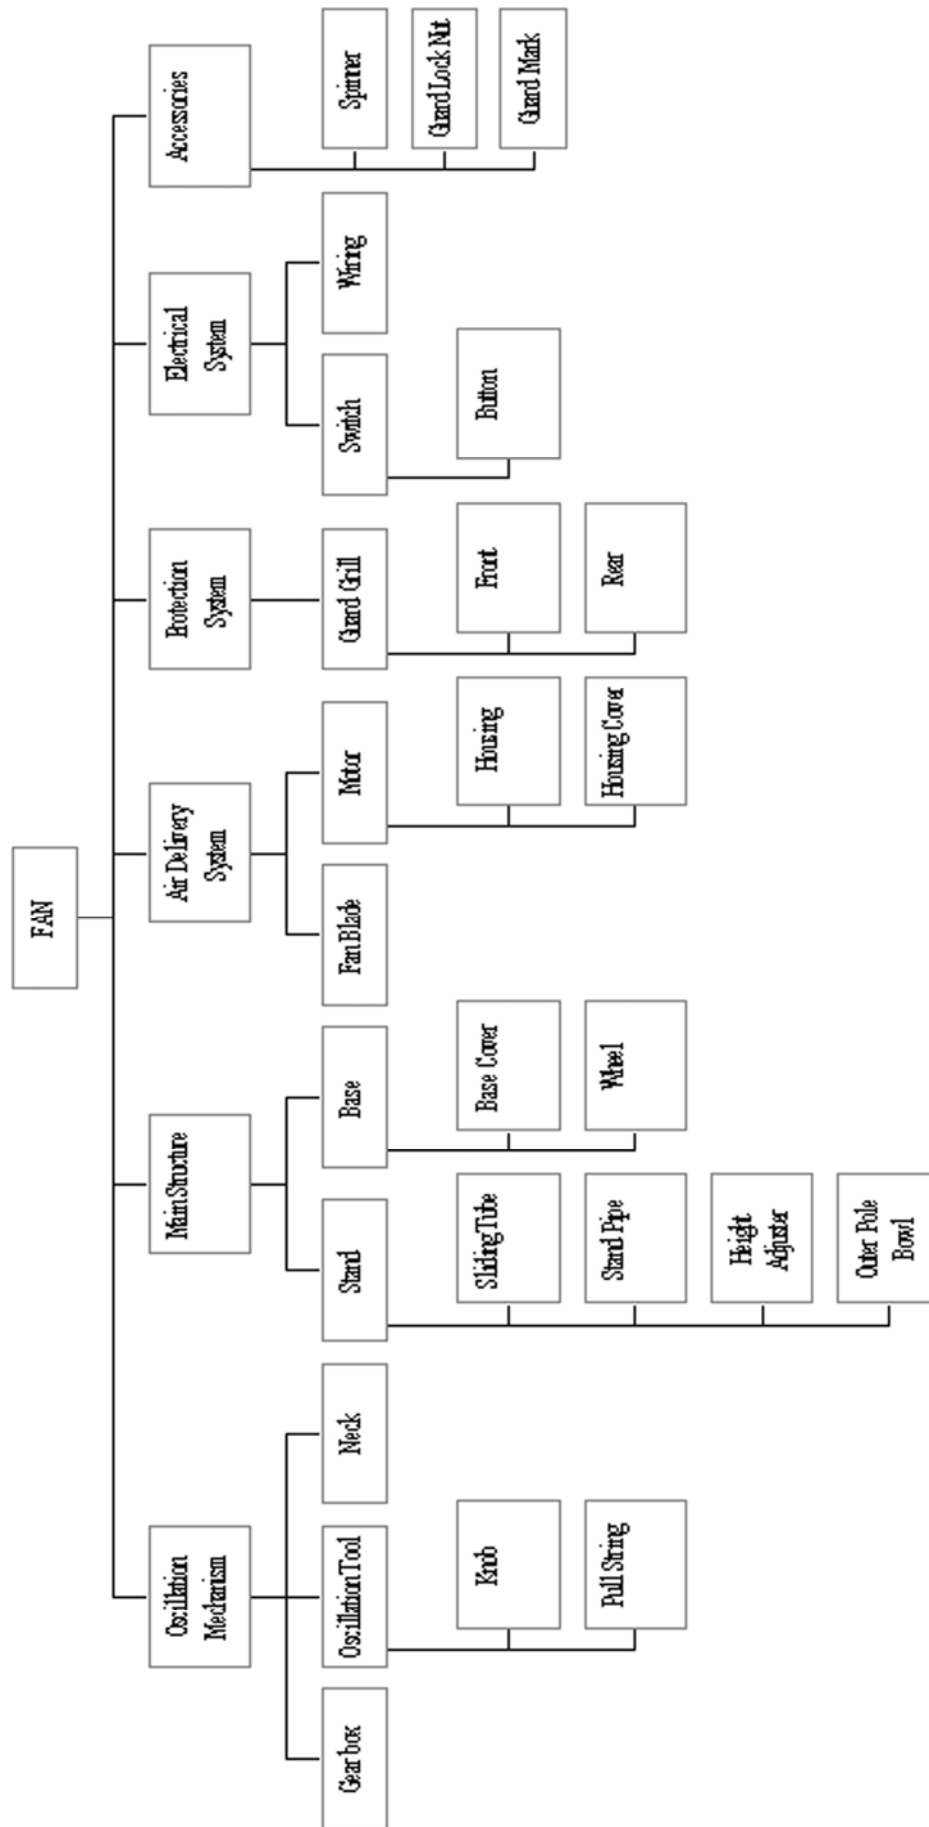 FAN
Oscillation
Mechanism
Main Structure
Air Delivery
System
Protection
System
Electrical
System
Accessories
Gear box
Oscillation Tool
Neck
Stand
Base
Fan Blade
Motor
Guard Grill
Switch
Wiring
Spinner
Guard Lock Nut
Guard Mark
Knob
Pull String
Sliding Tube
Stand Pipe
Height
Adjuster
Outer Pole
Bowl
Base Cover
Wheel
Housing
Housing Cover
Front
Rear
Button